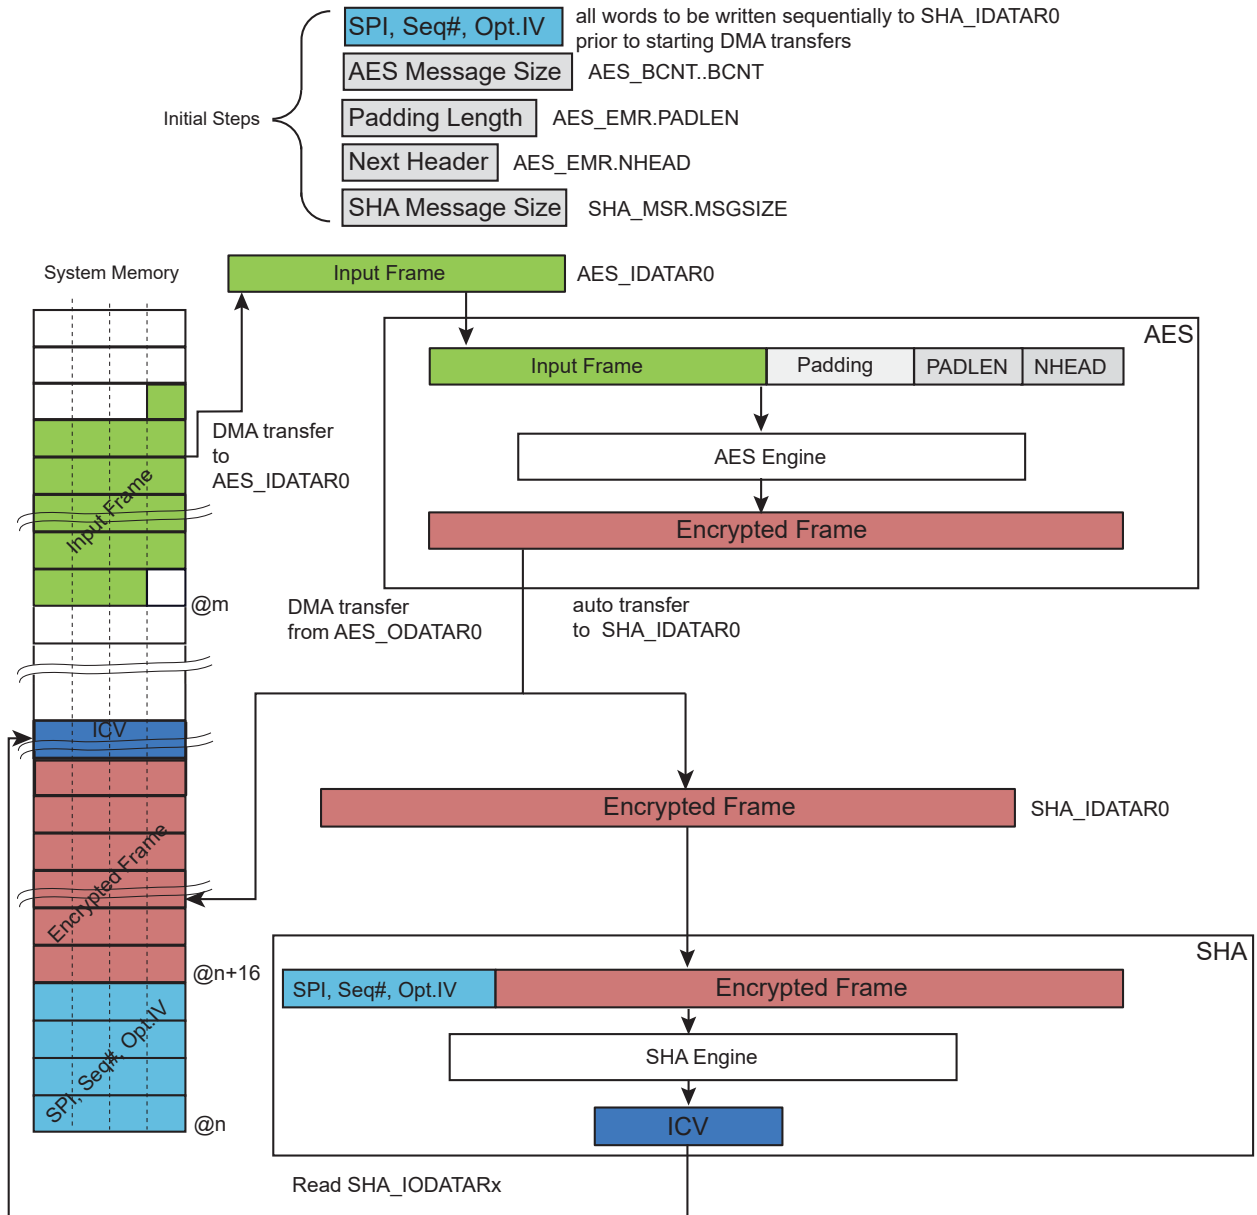 SPI, Seq#, Opt.IV
all words to be written sequentially to SHA_IDATAR0
prior to starting DMA transfers
AES Message Size
AES_BCNT..BCNT
Initial Steps
Padding Length
AES_EMR.PADLEN
Next Header
AES_EMR.NHEAD
SHA Message Size
SHA_MSR.MSGSIZE
System Memory
Input Frame
AES_IDATAR0
AES
Input Frame
Padding
PADLEN
NHEAD
DMA transfer
to
AES_IDATAR0
AES Engine
Input Frame
Encrypted Frame
@m
DMA transfer
from AES_ODATAR0
auto transfer
to SHA_IDATAR0
ICV
Encrypted Frame
SHA_IDATAR0
Encrypted Frame
SHA
@n+16
SPI, Seq#, Opt.IV
Encrypted Frame
SPI, Seq#, Opt.IV
SHA Engine
@n
ICV
Read SHA_IODATARx